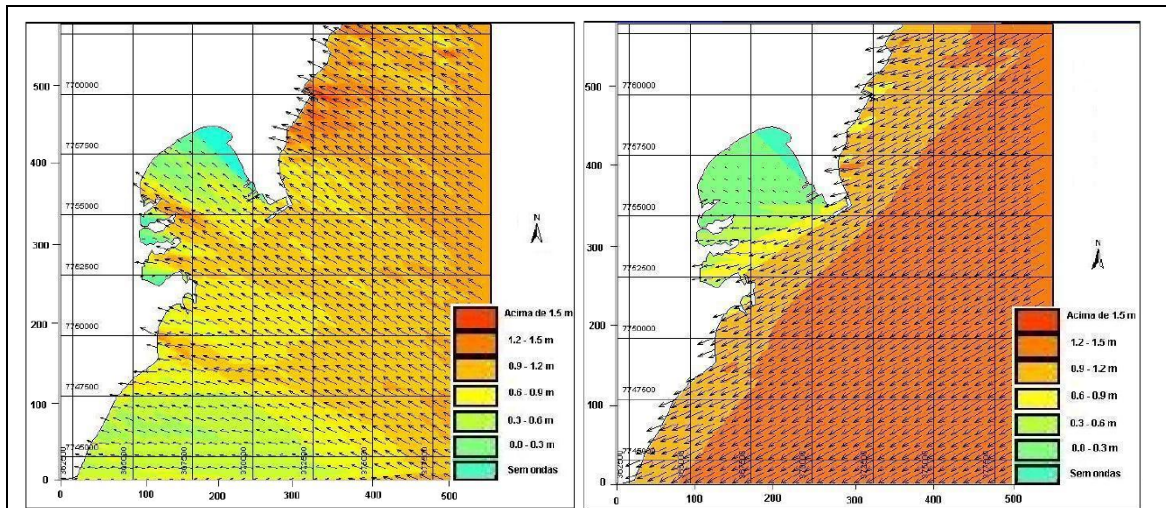 500
400
300
200
100
0
7700000
7757500
7755000
7752500
7750000
7747500
7745000
N
Acima de 1.5 m
1.2 - 1.5 m
0.9 - 1.2 m
0.6 - 0.9 m
0.3 - 0.6 m
0.0 - 0.3 m
Sem ondas
0 100 200 300 400 500
500
400
300
200
100
0
7760000
7757500
7755000
7752500
7750000
7747500
7745000
N
Acima de 1.5 m
1.2 - 1.5 m
0.9 - 1.2 m
0.6 - 0.9 m
0.3 - 0.6 m
0.0 - 0.3 m
Sem ondas
0 100 200 300 400 500